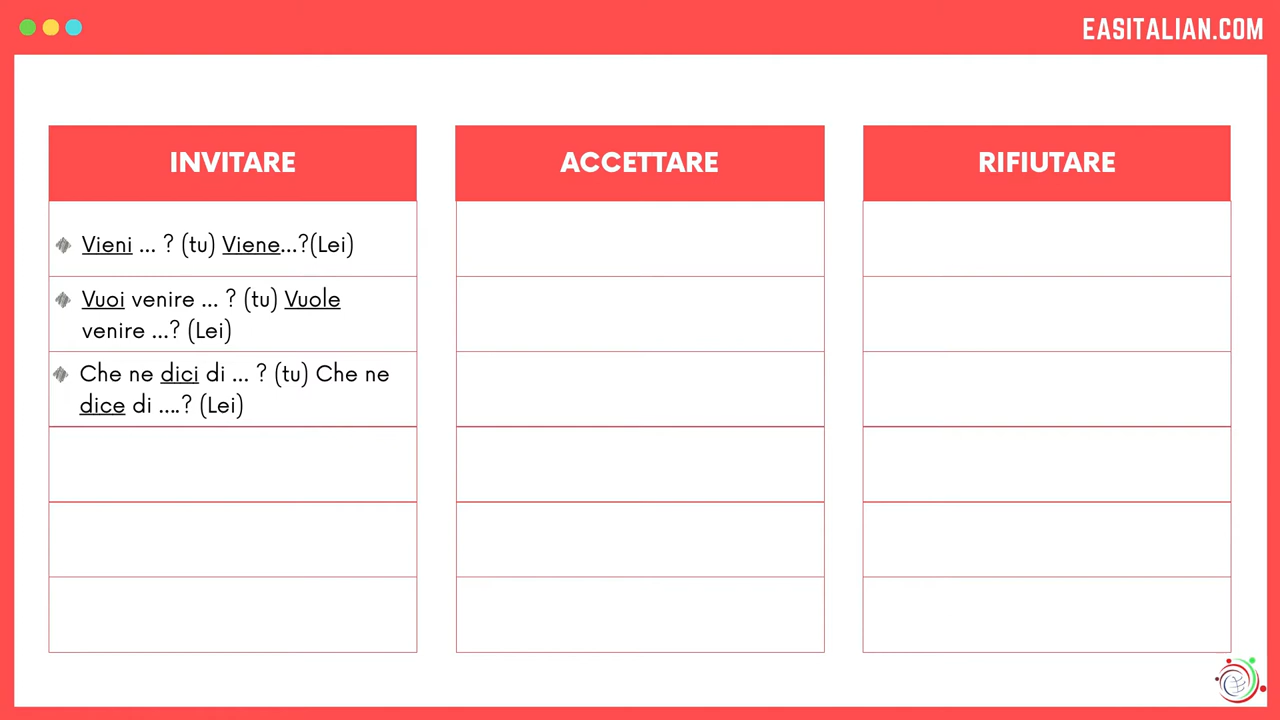 EASITALIAN.COM
INVITARE
ACCETTARE
RIFIUTARE
Vieni ... ? (tu) Viene...?(Lei)
Vuoi venire ... ? (tu) Vuole
venire ...? (Lei)
Che ne dici di ... ? (tu) Che ne
dice di ....? (Lei)